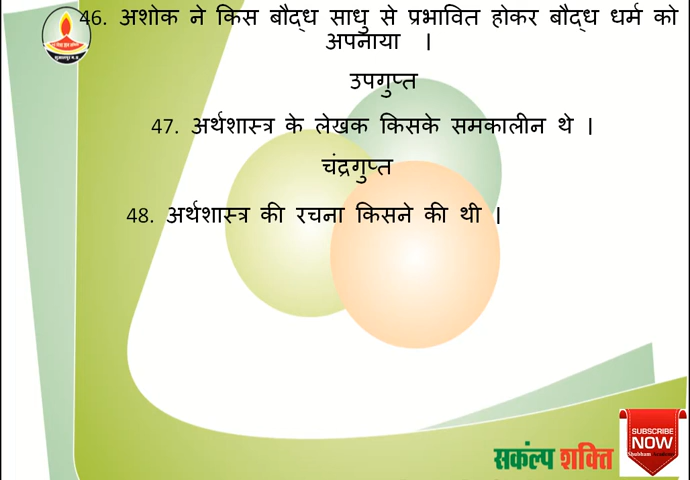 46. अशोक ने किस बौद्ध साधु से प्रभावित होकर बौद्ध धर्म को
अपनाया ।
उपगुप्त
47. अर्थशास्त्र के लेखक किसके समकालीन थे ।
चंद्रगुप्त
48. अर्थशास्त्र की रचना किसने की थी ।
SUBSCRIBE
NOW
सकंल्प शक्ति